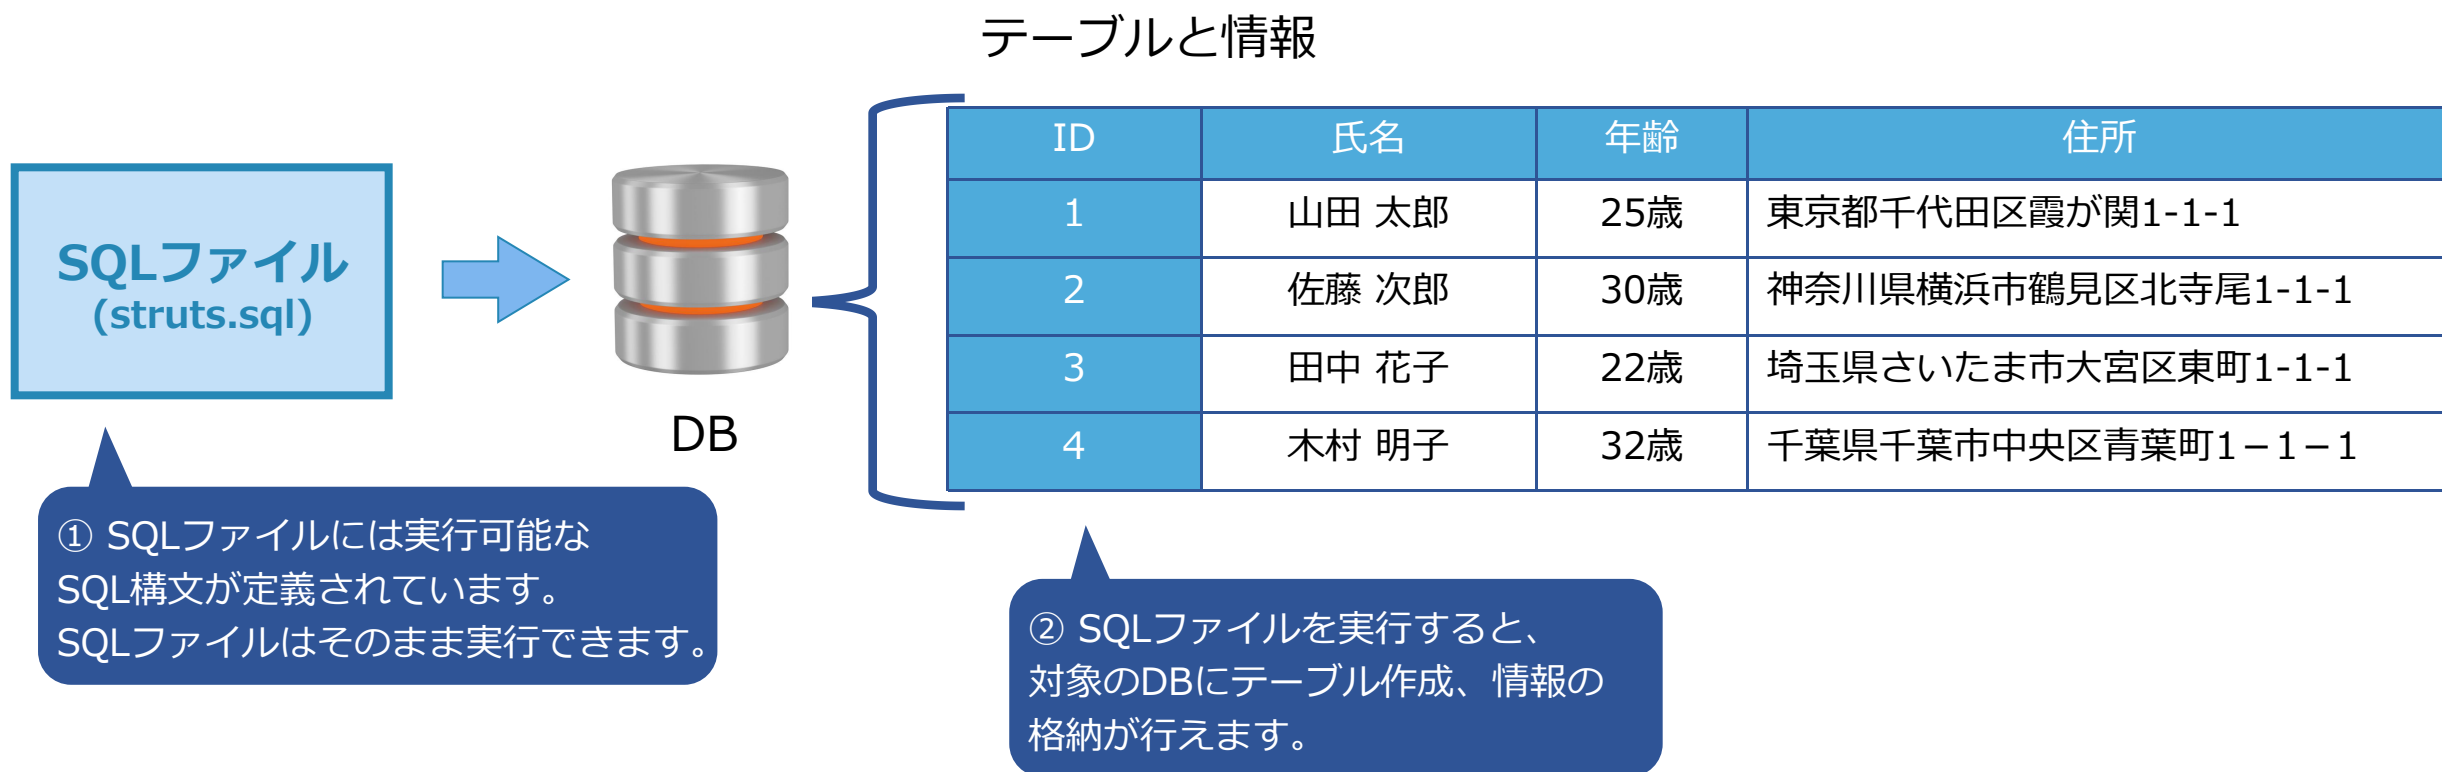 テーブルと情報
ID 氏名 年齢 住所
1 山田 太郎 25歳 東京都千代田区霞が関1-1-1
2 佐藤 次郎 30歳 神奈川県横浜市鶴見区北寺尾1-1-1
3 田中 花子 22歳 埼玉県さいたま市大宮区東町1-1-1
4 木村 明子 32歳 千葉県千葉市中央区青葉町1－1－1
SQLファイル
(struts.sql)
DB
① SQLファイルには実行可能な
SQL構文が定義されています。
SQLファイルはそのまま実行できます。
② SQLファイルを実行すると、
対象のDBにテーブル作成、情報の
格納が行えます。